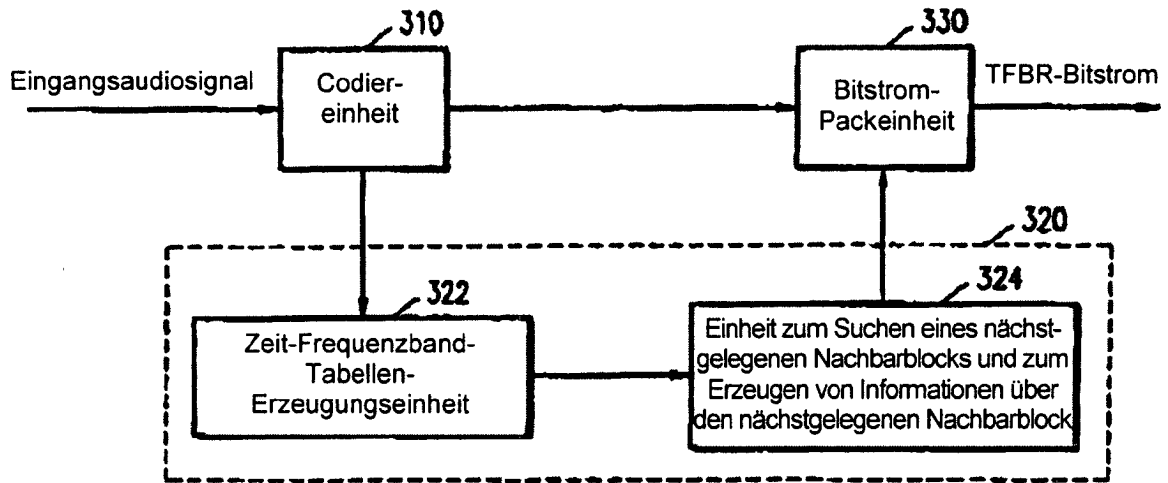 310
330
Eingangsaudiosignal
Codier-
einheit
Bitstrom-
Packeinheit
TFBR-Bitstrom
320
322
324
Zeit-Frequenzband-
Tabellen-
Erzeugungseinheit
Einheit zum Suchen eines nächst-
gelegenen Nachbarblocks und zum
Erzeugen von Informationen über
den nächstgelegenen Nachbarblock